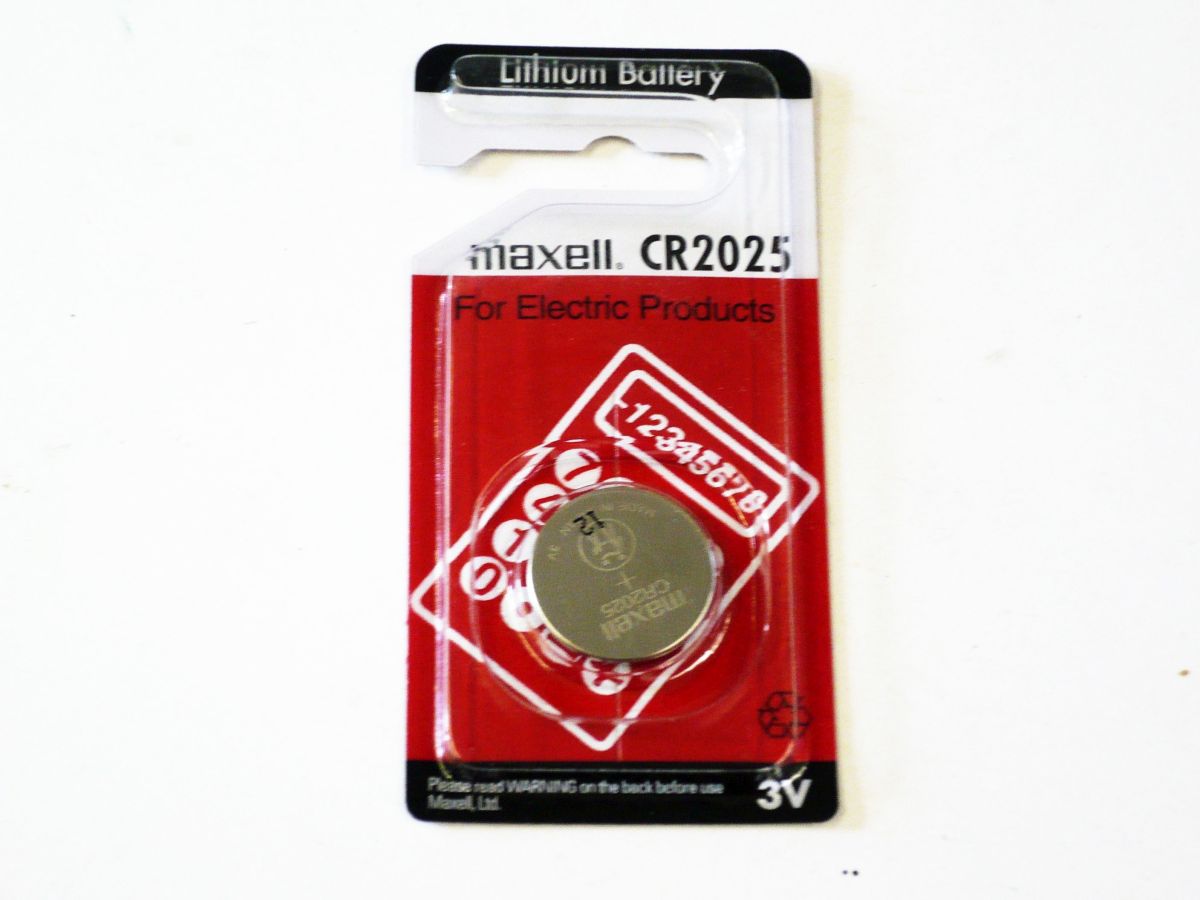 Lithium Battery
maxell® CR2025
For Electric Products
-12345678
maxell
CR2025
+
3V
12
Please read WARNING on the back before use
Maxell, Ltd.
3V